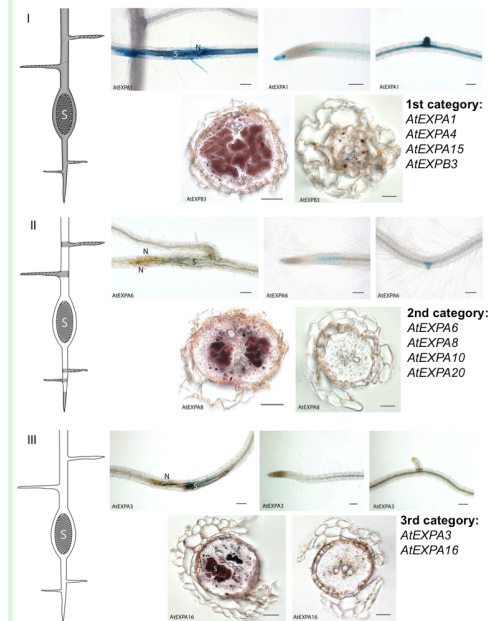 I
S
N
S
AtEXPA1
AtEXPA1
AtEXPA1
AtEXPB3
AtEXPB3
1st category:
AtEXPA1
AtEXPA4
AtEXPA15
AtEXPB3
II
S
N
N
S
AtEXPA6
AtEXPA6
AtEXPA6
AtEXPA8
AtEXPA8
2nd category:
AtEXPA6
AtEXPA8
AtEXPA10
AtEXPA20
III
S
N
S
AtEXPA3
AtEXPA3
AtEXPA3
S
AtEXPA16
AtEXPA16
3rd category:
AtEXPA3
AtEXPA16